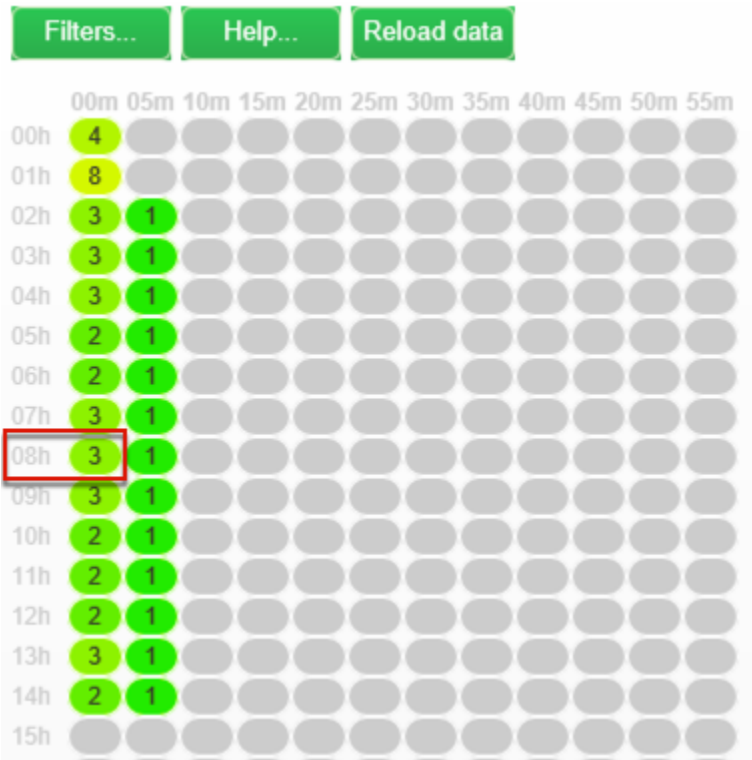 Filters... Help... Reload data
00m 05m 10m 15m 20m 25m 30m 35m 40m 45m 50m 55m
00h 4
01h 8
02h 3 1
03h 3 1
04h 3 1
05h 2 1
06h 2 1
07h 3 1
08h 3 1
09h 3 1
10h 2 1
11h 2 1
12h 2 1
13h 3 1
14h 2 1
15h